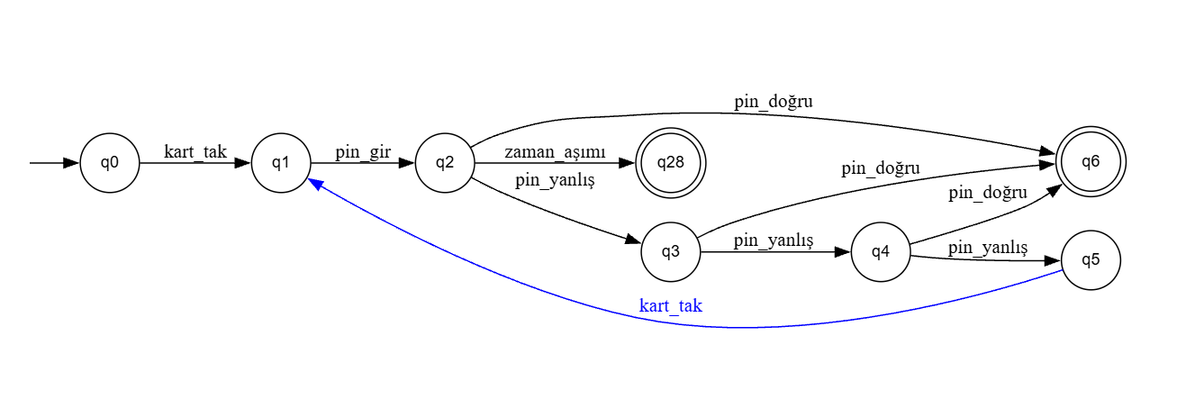 pin_doğru
q0
kart_tak
q1
pin_gir
q2
zaman_aşımı
q28
q6
pin_yanlış
pin_doğru
pin_doğru
q3
pin_yanlış
q4
pin_yanlış
q5
kart_tak